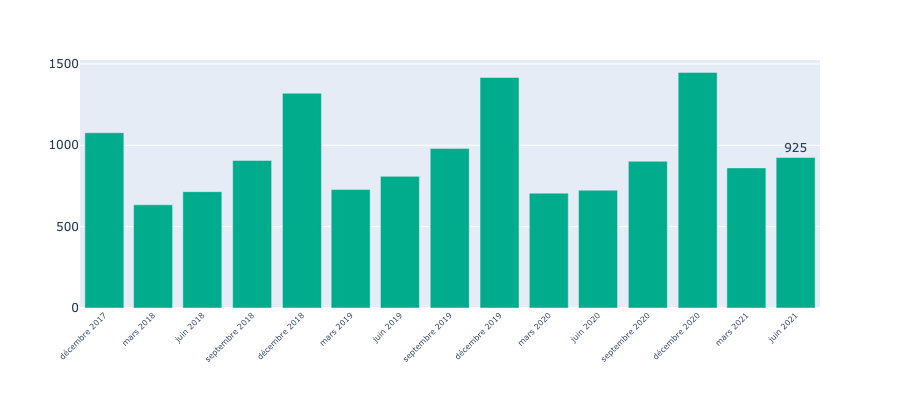 1500
1000
500
0
925
décembre 2017
mars 2018
juin 2018
septembre 2018
décembre 2018
mars 2019
juin 2019
septembre 2019
décembre 2019
mars 2020
juin 2020
septembre 2020
décembre 2020
mars 2021
juin 2021